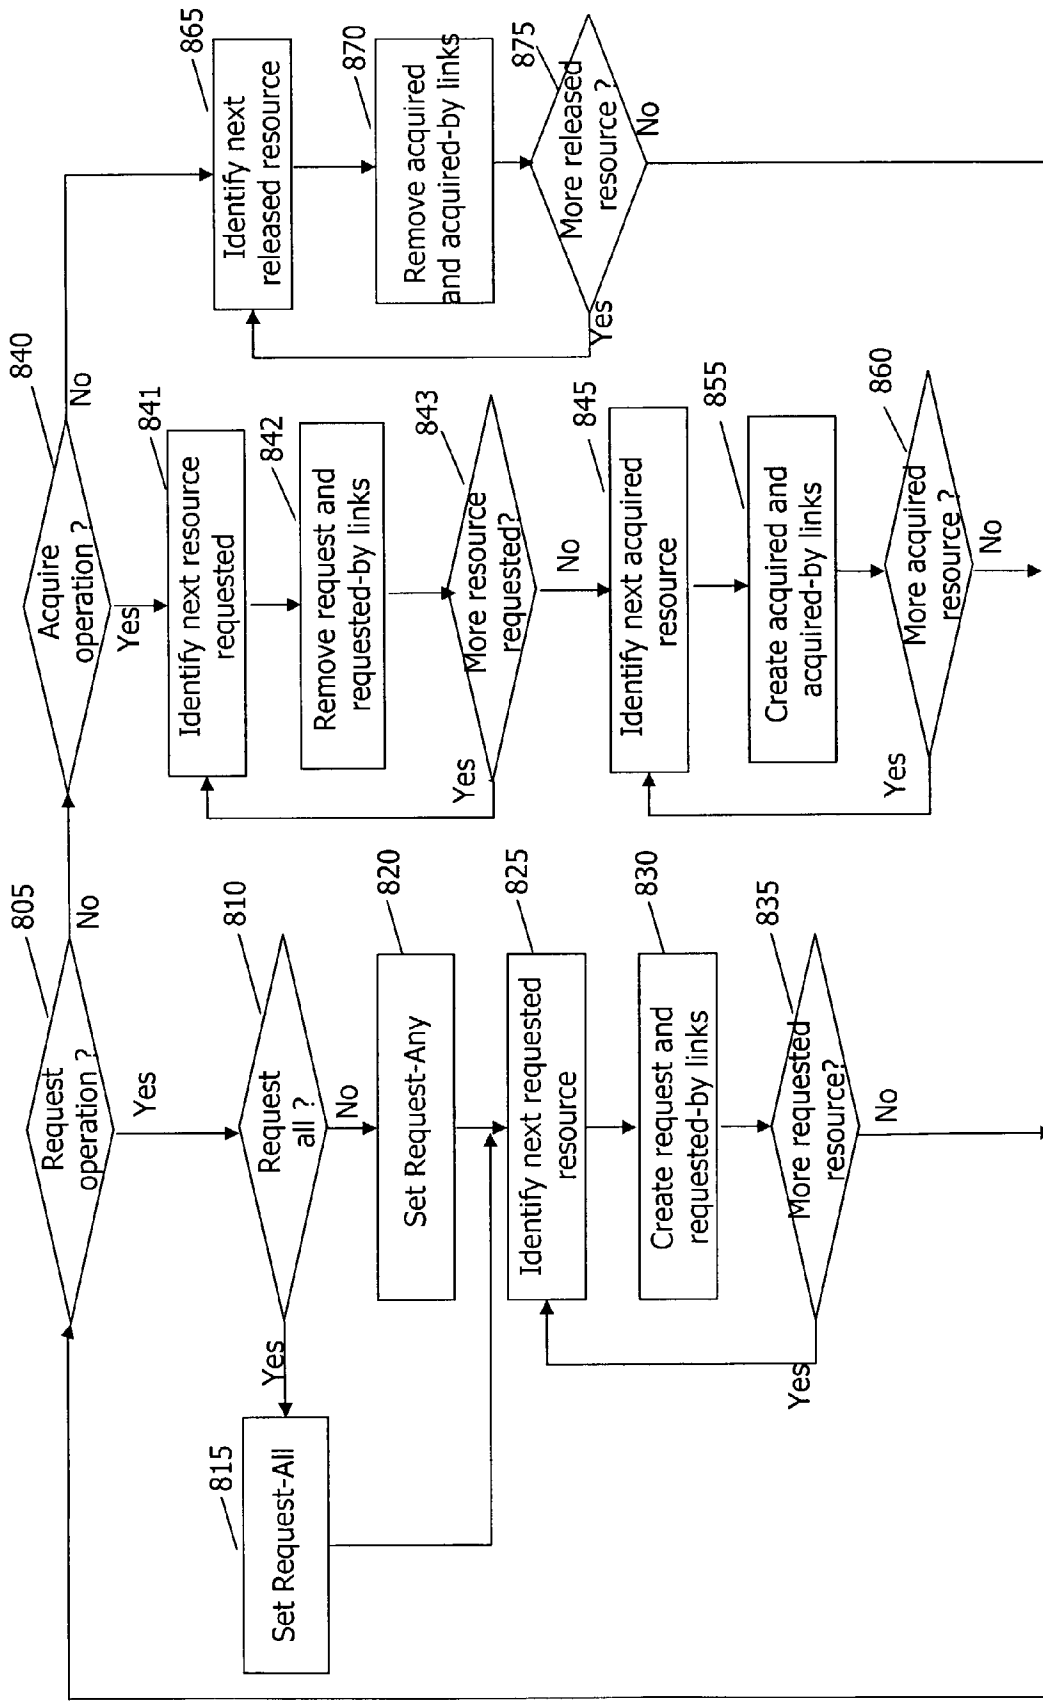 805
Request
operation ?
No
Yes
810
Request
all ?
Yes
No
815
Set Request-All
820
Set Request-Any
825
Identify next requested
resource
830
Create request and
requested-by links
835
More requested
resource?
Yes
No
840
Acquire
operation ?
No
Yes
841
Identify next resource
requested
842
Remove request and
requested-by links
843
More resource
requested?
Yes
No
845
Identify next acquired
resource
855
Create acquired and
acquired-by links
860
More acquired
resource ?
Yes
No
865
Identify next
released resource
870
Remove acquired
and acquired-by links
875
More released
resource ?
Yes
No